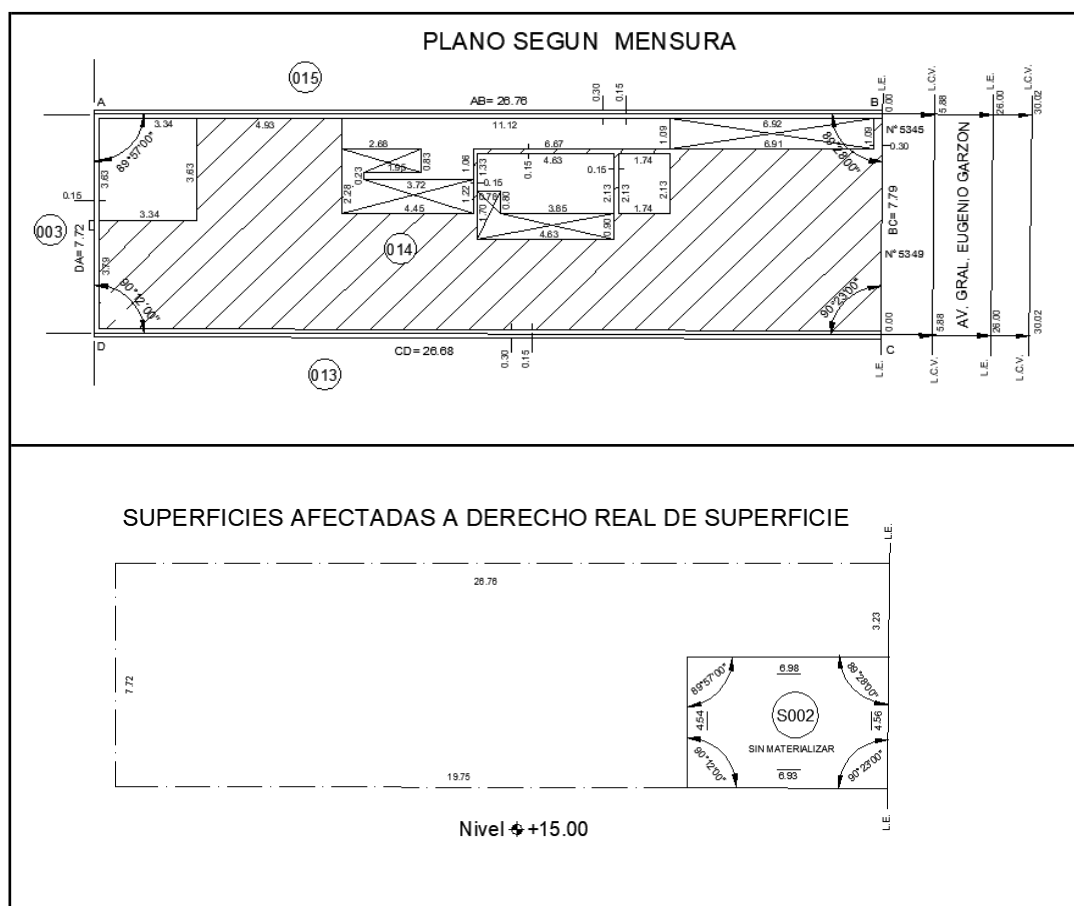 PLANO SEGUN MENSURA
015
A
AB= 26.76
0.30
0.15
B
L.E.
0.00
L.C.V.
5.88
L.E.
26.00
L.C.V.
30.02
3.34
4.93
11.12
1.09
6.92
1.09
N° 5345
0.30
89°57'00"
89°28'00"
6.67
6.91
2.68
0.83
1.95
0.23
3.72
2.28
4.45
1.06
1.22
1.33
0.15
4.63
0.15
0.15
1.74
0.76
0.80
3.85
2.13
2.13
2.13
1.74
1.70
4.63
0.90
3.63
3.63
0.15
3.34
003
DA= 7.72
014
BC= 7.79
AV. GRAL. EUGENIO GARZON
N° 5349
3.79
90°12'00"
90°23'00"
0.00
5.88
26.00
30.02
D
CD= 26.68
0.30
0.15
C
L.E.
L.C.V.
L.E.
L.C.V.
013
SUPERFICIES AFECTADAS A DERECHO REAL DE SUPERFICIE
L.E.
26.76
3.23
7.72
89°57'00"
6.98
89°28'00"
4.54
S002
4.56
SIN MATERIALIZAR
90°12'00"
6.93
90°23'00"
19.75
L.E.
Nivel +15.00